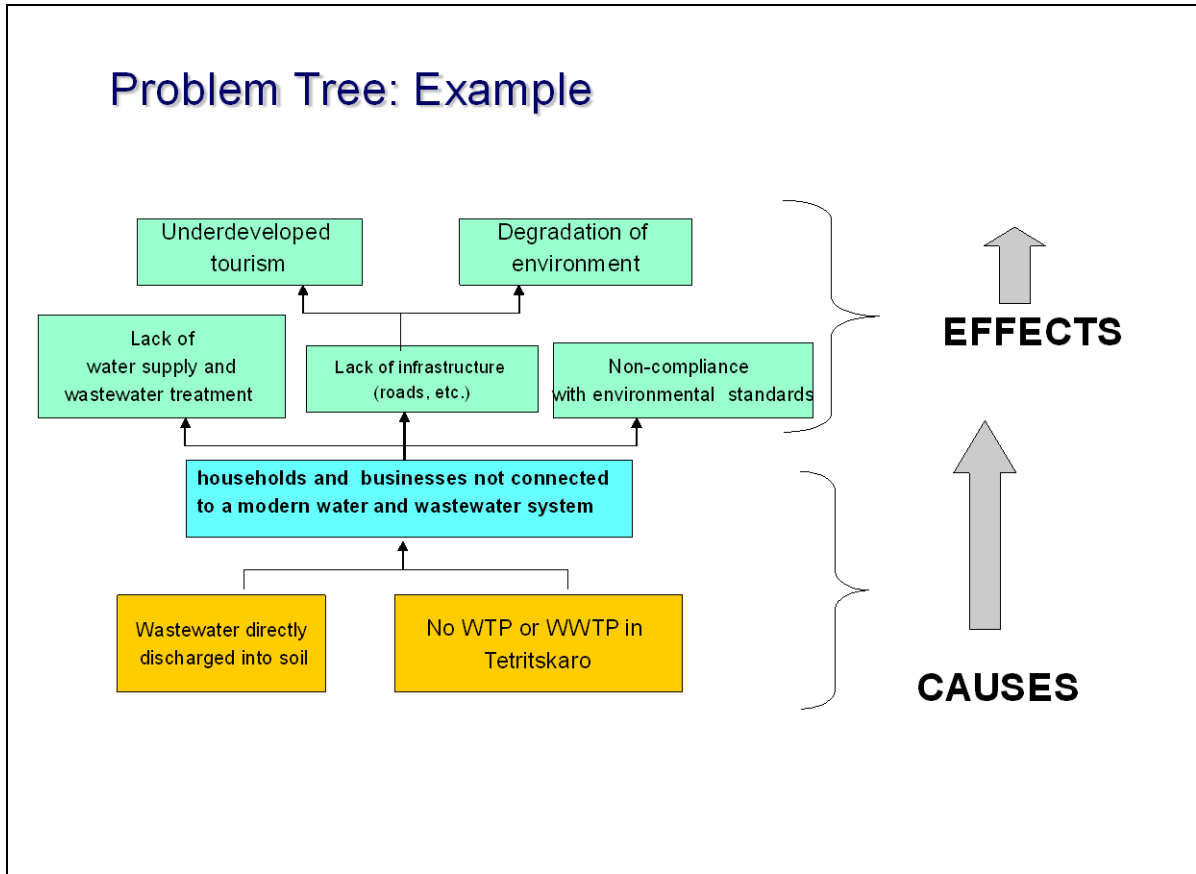 Problem Tree: Example
Underdeveloped
tourism
Degradation of
environment
Lack of
water supply and
wastewater treatment
Lack of infrastructure
(roads, etc.)
Non-compliance
with environmental standards
EFFECTS
households and businesses not connected
to a modern water and wastewater system
Wastewater directly
discharged into soil
No WTP or WWTP in
Tetritskaro
CAUSES